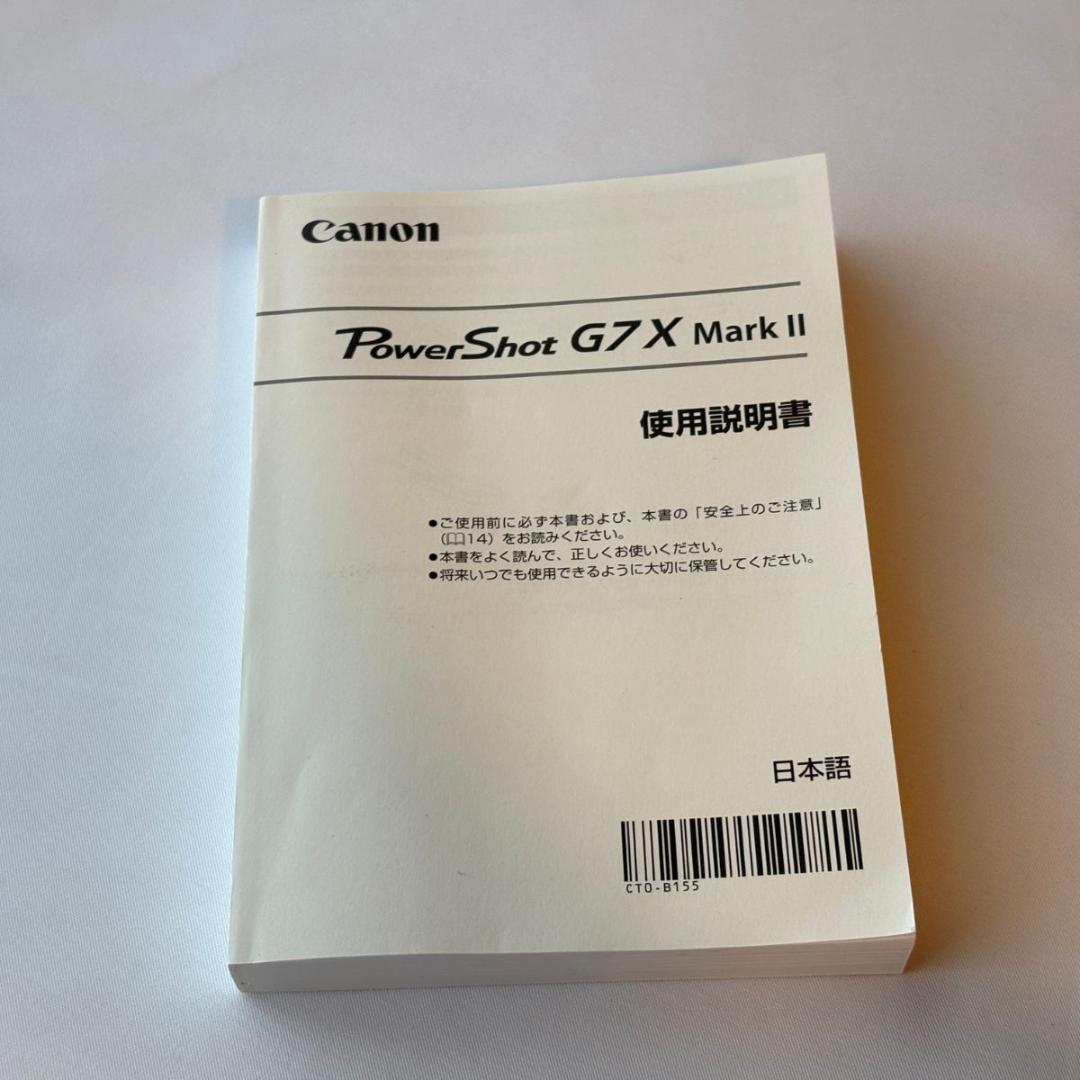 Canon
PowerShot G7 X Mark II
使用説明書
●ご使用前に必ず本書および、本書の「安全上のご注意」
(📖14)をお読みください。
●本書をよく読んで、正しくお使いください。
●将来いつでも使用できるように大切に保管してください。
日本語
CT0-B155